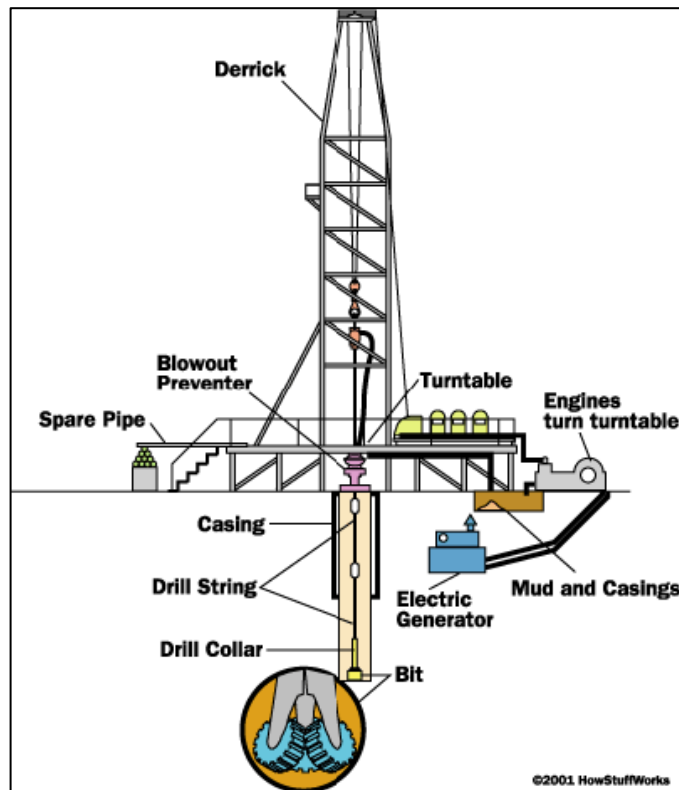 Derrick
Blowout
Preventer
Turntable
Engines
turn turntable
Spare Pipe
Casing
Mud and Casings
Electric
Generator
Drill String
Drill Collar
Bit
©2001 HowStuffWorks